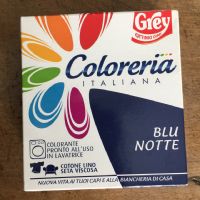 Grey
Coloreria
ITALIANA
COLORANTE
PRONTO ALL'USO
IN LAVATRICE
BLU
NOTTE
COTONE LINO
SETA VISCOSA
NUOVA VITA AI TUOI CAPI E ALLA BIANCHERIA DI CASA